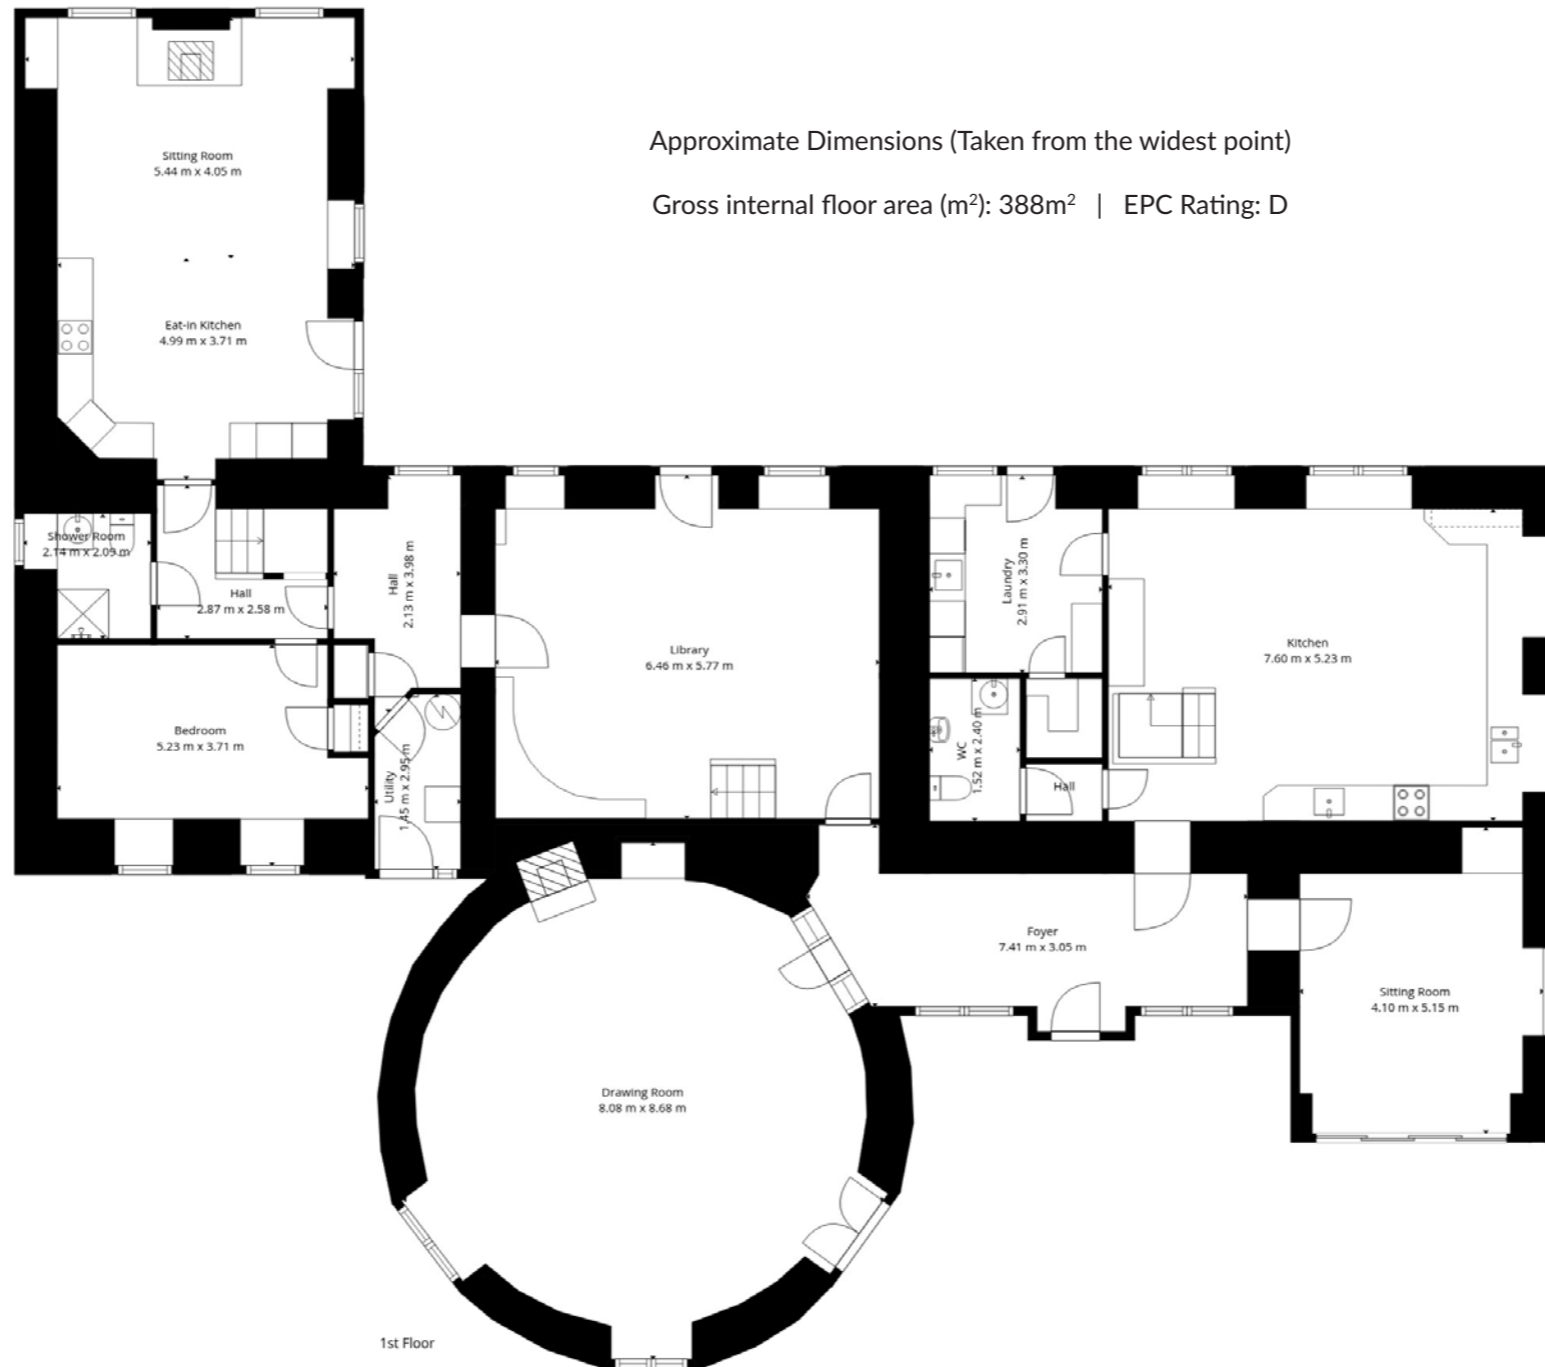 Approximate Dimensions (Taken from the widest point)
Gross internal floor area (m²): 388m² | EPC Rating: D
Sitting Room
5.44 m x 4.05 m
Eat-in Kitchen
4.99 m x 3.71 m
Shower Room
2.14 m x 2.09 m
Hall
2.87 m x 2.58 m
Hall
2.13 m x 3.98 m
Library
6.46 m x 5.77 m
Laundry
2.91 m x 3.30 m
Kitchen
7.60 m x 5.23 m
Bedroom
5.23 m x 3.71 m
Utility
1.45 m x 2.95 m
WC
1.52 m x 2.40 m
Hall
Foyer
7.41 m x 3.05 m
Sitting Room
4.10 m x 5.15 m
Drawing Room
8.08 m x 8.68 m
1st Floor